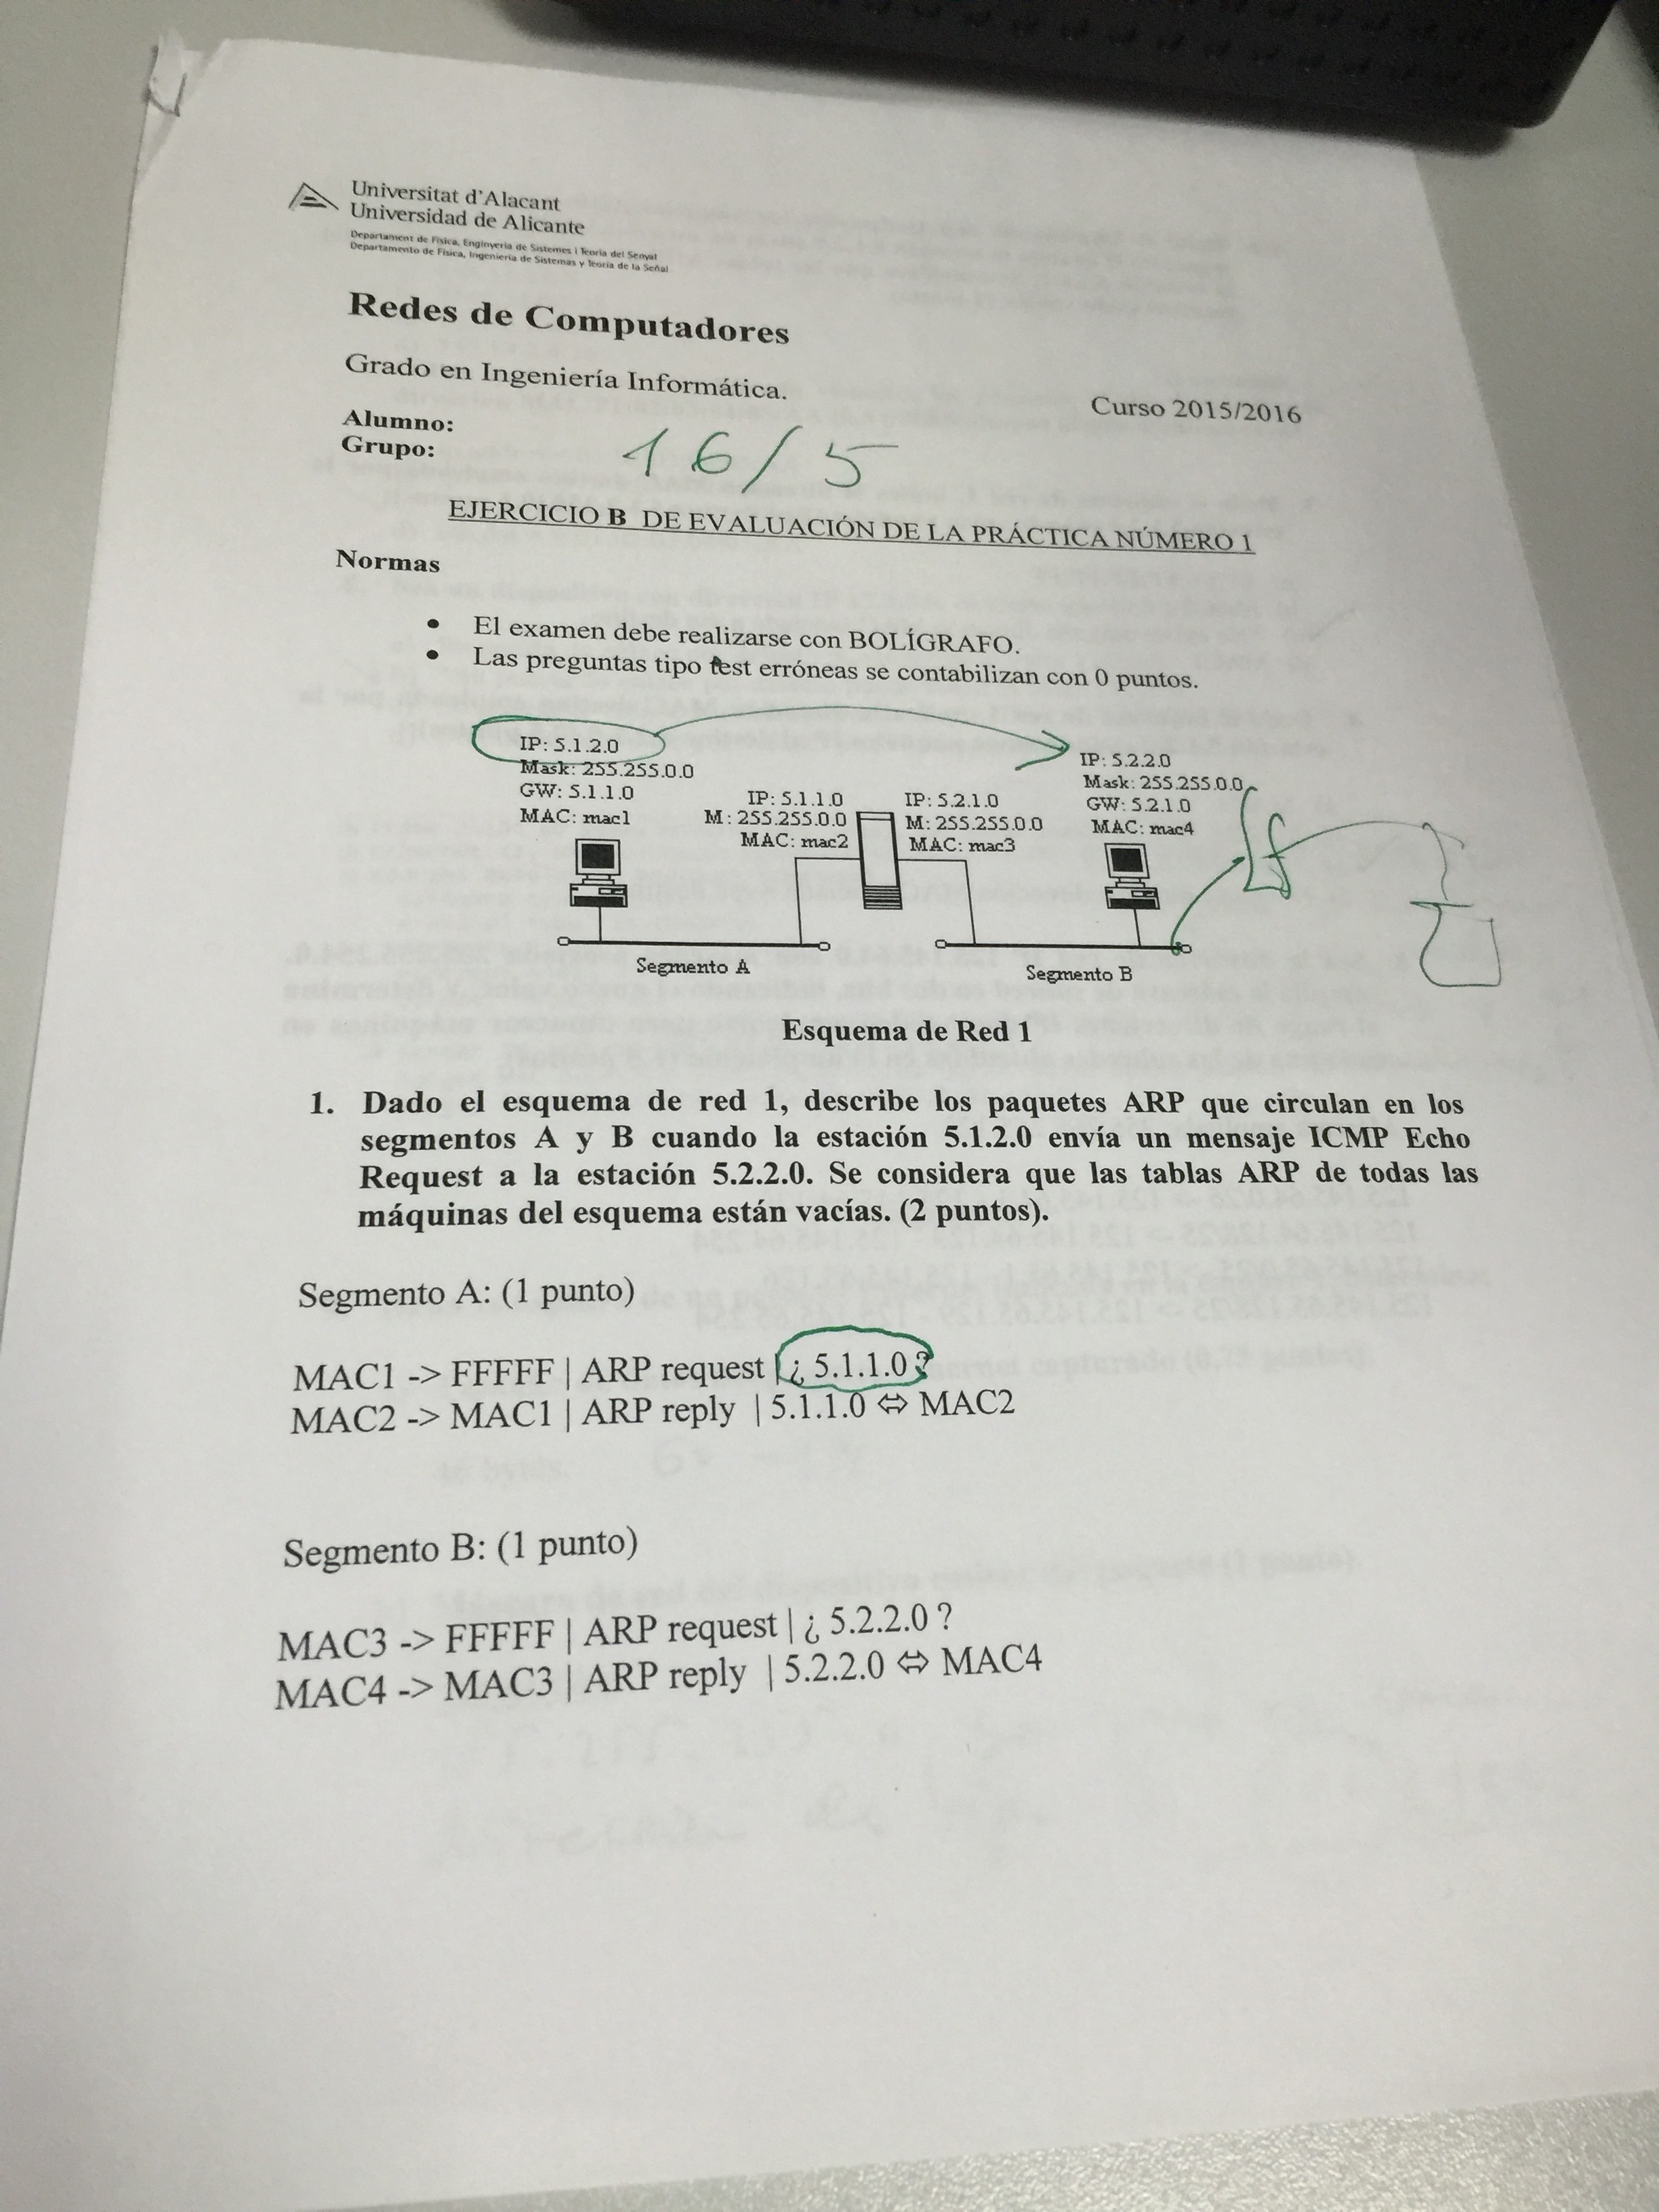 Universitat d'Alacant
Universidad de Alicante
Departament de Física, Enginyeria de Sistemes i Teoria del Senyal
Departamento de Física, Ingeniería de Sistemas y Teoría de la Señal
Redes de Computadores
Grado en Ingeniería Informática.
Curso 2015/2016
Alumno:
Grupo:
16/5
EJERCICIO B DE EVALUACIÓN DE LA PRÁCTICA NÚMERO 1
Normas
• El examen debe realizarse con BOLÍGRAFO.
• Las preguntas tipo test erróneas se contabilizan con 0 puntos.
IP: 5.1.2.0
Mask: 255.255.0.0
GW: 5.1.1.0
MAC: mac1
IP: 5.1.1.0
M: 255.255.0.0
MAC: mac2
IP: 5.2.1.0
M: 255.255.0.0
MAC: mac3
IP: 5.2.2.0
Mask: 255.255.0.0
GW: 5.2.1.0
MAC: mac4
Segmento A
Segmento B
Esquema de Red 1
1. Dado el esquema de red 1, describe los paquetes ARP que circulan en los
segmentos A y B cuando la estación 5.1.2.0 envía un mensaje ICMP Echo
Request a la estación 5.2.2.0. Se considera que las tablas ARP de todas las
máquinas del esquema están vacías. (2 puntos).
Segmento A: (1 punto)
MAC1 -> FFFFF | ARP request | ¿ 5.1.1.0 ?
MAC2 -> MAC1 | ARP reply | 5.1.1.0 ⇔ MAC2
Segmento B: (1 punto)
MAC3 -> FFFFF | ARP request | ¿ 5.2.2.0 ?
MAC4 -> MAC3 | ARP reply | 5.2.2.0 ⇔ MAC4